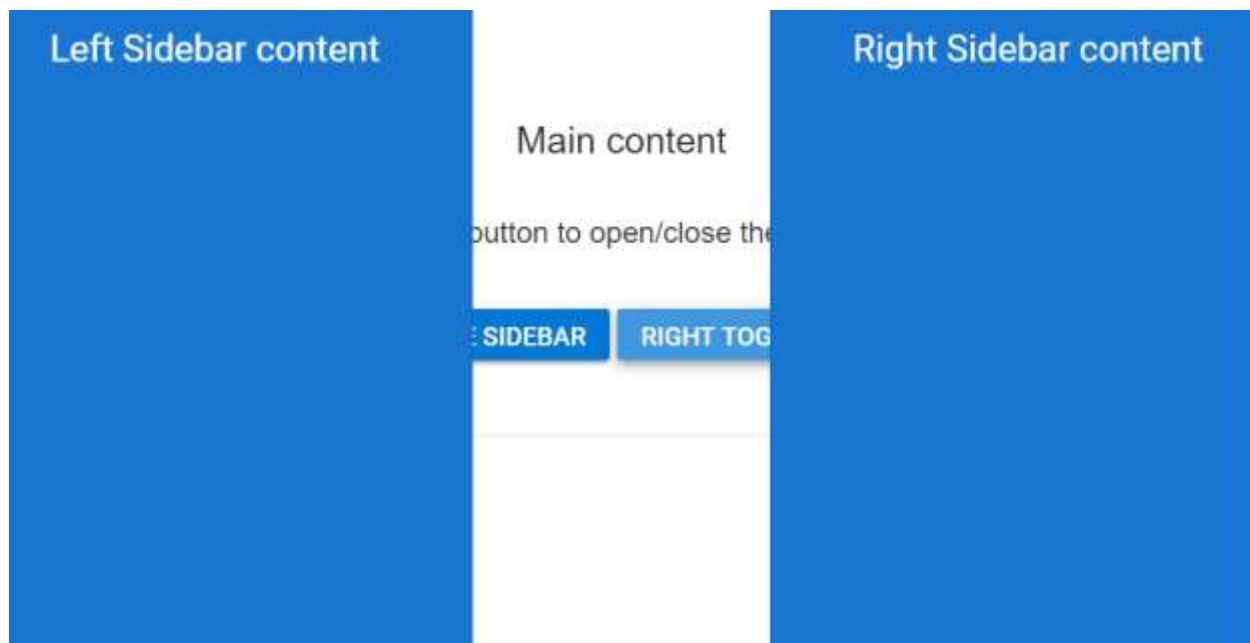 Left Sidebar content
Right Sidebar content
Main content
button to open/close the
SIDEBAR
RIGHT TOG